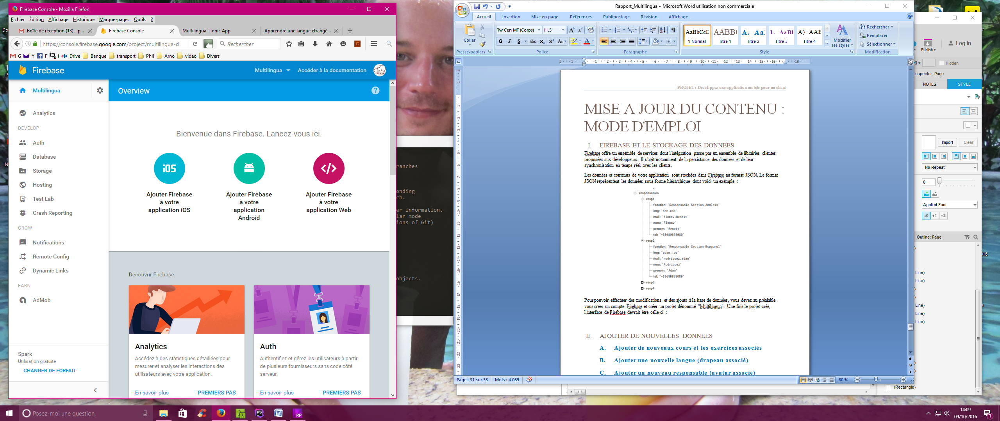 Firebase Console - Mozilla Firefox
Fichier Édition Affichage Historique Marque-pages Outils ?
Boîte de réception (13) - p...
Firebase Console
Multilingua - Ionic App
Apprendre une langue étrangè...
https://console.firebase.google.com/project/multilingua-d
Rechercher
G Y F i Drive Banque transport Phil Arno video Divers
Firebase
Multilingua
Accéder à la documentation
Multilingua
Overview
Analytics
DEVELOP
Auth
Database
Storage
Hosting
Test Lab
Crash Reporting
GROW
Notifications
Remote Config
Dynamic Links
EARN
AdMob
Spark
Utilisation gratuite
CHANGER DE FORFAIT
Bienvenue dans Firebase. Lancez-vous ici.
iOS
Ajouter Firebase
à votre
application iOS
Ajouter Firebase
à votre
application
Android
</>
Ajouter Firebase
à votre
application Web
Découvrir Firebase
Analytics
Accédez à des statistiques détaillées pour
mesurer et analyser les interactions des
utilisateurs avec votre application.
En savoir plus PREMIERS PAS
Auth
Authentifiez et gérez les utilisateurs à partir
de plusieurs fournisseurs sans code côté
serveur.
En savoir plus PREMIERS PAS
ranches
onding
ch.
er information.
lar mode
ions of Git)
objects.
Rapport_Multilingua - Microsoft Word utilisation non commerciale
Accueil Insertion Mise en page Références Publipostage Révision Affichage
Coller
Presse-papiers
Tw Cen MT (Corps) 11,5
G I S abc x₂ x² Aa
Police
Paragraphe
AaBbCcD AABB A. Aa 1. AaBl A) AAE
¶ Normal Titre 1 Titre 2 Titre 3 Titre 4
Modifier
les styles
Style
Rechercher
Remplacer
Sélectionner
Modification
PROJET : Développez une application mobile pour un client
MISE A JOUR DU CONTENU :
MODE D'EMPLOI
I. FIREBASE ET LE STOCKAGE DES DONNEES
Firebase offre un ensemble de services dont l'intégration passe par un ensemble de librairies clientes
proposées aux développeurs. Il s'agit notamment de la persistance des données et de leur
synchronisation en temps réel avec les clients.
Les données et contenus de votre application sont stockées dans Firebase au format JSON. Le format
JSON représentent les données sous forme hiérarchique dont voici un exemple :
responsables
resp1
fonction: "Responsable Section Anglais"
img: "ben.png"
mail: "floppy.benoit"
nom: "Floppy"
prenom: "Benoit"
tel: "+33680808080"
resp2
fonction: "Responsable Section Espagnol"
img: "adam.jpg"
mail: "rodriquez.adam"
nom: "Rodriquez"
prenom: "Adam"
tel: "+33680808080"
resp3
resp4
Pour pouvoir effectuer des modifications et des ajouts à la base de données, vous devez au préalable
vous créer un compte Firebase et créer un projet dénommé "Multilingua". Une fois le projet crée,
l'interface de Firebase devrait être celle-ci :
II. AJOUTER DE NOUVELLES DONNEES
A. Ajouter de nouveaux cours et les exercices associés
B. Ajouter une nouvelle langue (drapeau associé)
C. Ajouter un nouveau responsable (avatar associé)
Page : 31 sur 33 Mots : 4 089
80 %
Publish
Log In
h: Hidden
Inspector: Page
NOTES STYLE
Import Clear
No Repeat
0
Applied Font
+0 +1 +2
Outline: Page
Line)
Line)
Line)
Line)
Line)
(Rectangle)
Posez-moi une question.
14:09
09/10/2016